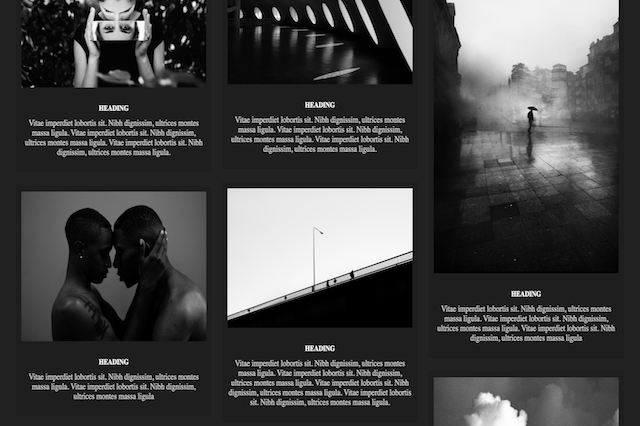 HEADING
Vitae imperdiet lobortis sit. Nibh dignissim, ultrices montes
massa ligula. Vitae imperdiet lobortis sit. Nibh dignissim,
ultrices montes massa ligula. Vitae imperdiet lobortis sit. Nibh
dignissim, ultrices montes massa ligula.
HEADING
Vitae imperdiet lobortis sit. Nibh dignissim, ultrices montes
massa ligula. Vitae imperdiet lobortis sit. Nibh dignissim,
ultrices montes massa ligula. Vitae imperdiet lobortis sit. Nibh
dignissim, ultrices montes massa ligula.
HEADING
Vitae imperdiet lobortis sit. Nibh dignissim, ultrices montes
massa ligula. Vitae imperdiet lobortis sit. Nibh dignissim,
ultrices montes massa ligula. Vitae imperdiet lobortis sit. Nibh
dignissim, ultrices montes massa ligula
HEADING
Vitae imperdiet lobortis sit. Nibh dignissim, ultrices montes
massa ligula. Vitae imperdiet lobortis sit. Nibh
dignissim, ultrices montes massa ligula
HEADING
Vitae imperdiet lobortis sit. Nibh dignissim, ultrices montes
massa ligula. Vitae imperdiet lobortis sit. Nibh dignissim,
ultrices montes massa ligula. Vitae imperdiet lobortis sit. Nibh
dignissim, ultrices montes massa ligula. Vitae imperdiet lobortis
sit. Nibh dignissim, ultrices montes massa ligula.